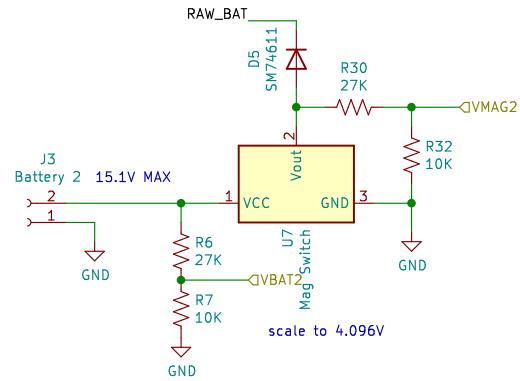 RAW_BAT
D5
SM74611
R30
27K
VMAG2
2
Vout
R32
10K
J3
Battery 2
15.1V MAX
2
1
1
VCC
GND
3
U7
Mag Switch
GND
R6
27K
GND
VBAT2
R7
10K
scale to 4.096V
GND